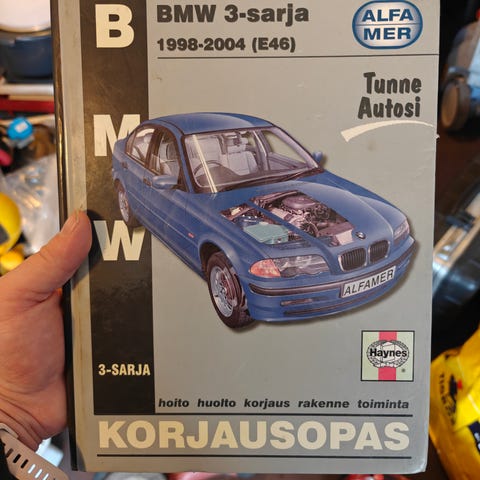 B
M
W
3-SARJA
BMW 3-sarja
1998-2004 (E46)
ALFA
MER
Tunne
Autosi
ALFAMER
Haynes
hoito huolto korjaus rakenne toiminta
KORJAUSOPAS